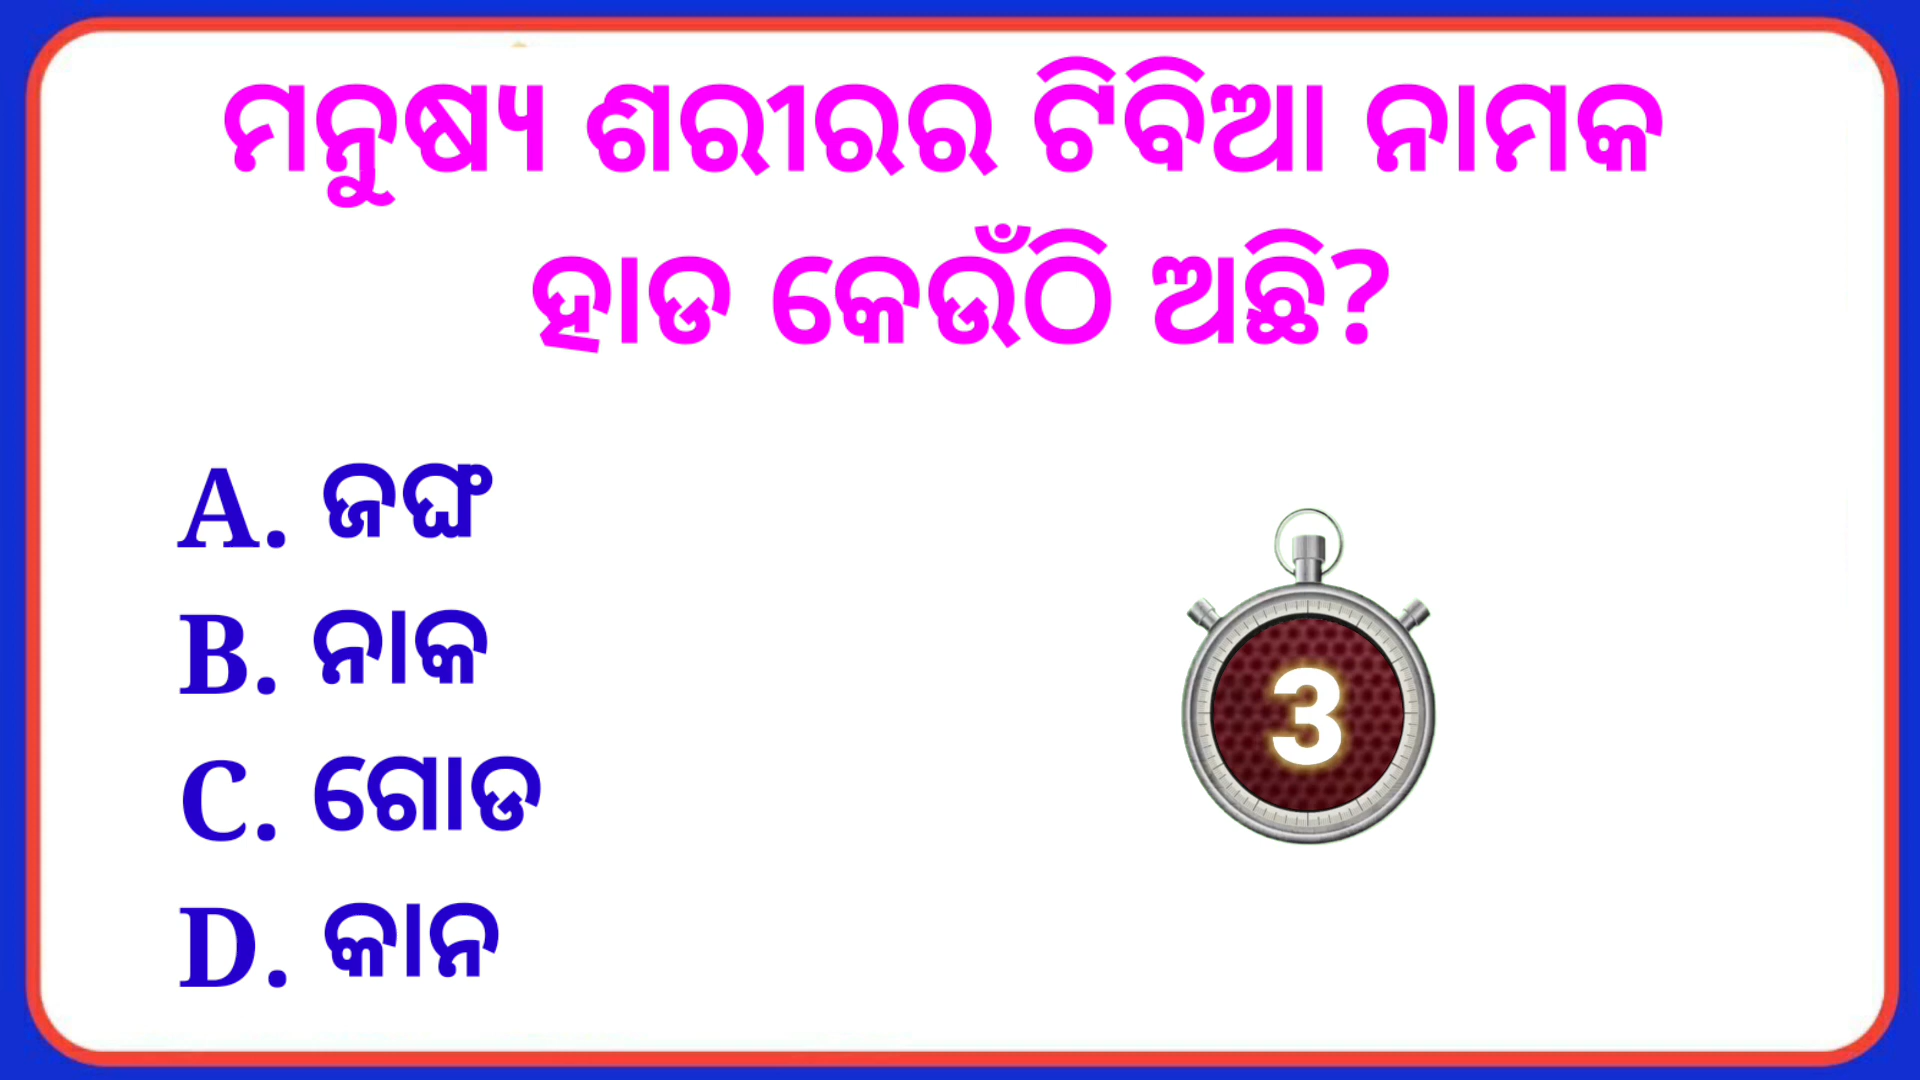 ମନୁଷ୍ୟ ଶରୀରର ଟିବିଆ ନାମକ
ହାଡ କେଉଁଠି ଅଛି?
A. ଜଙ୍ଘ
B. ନାକ
C. ଗୋଡ
D. କାନ
3